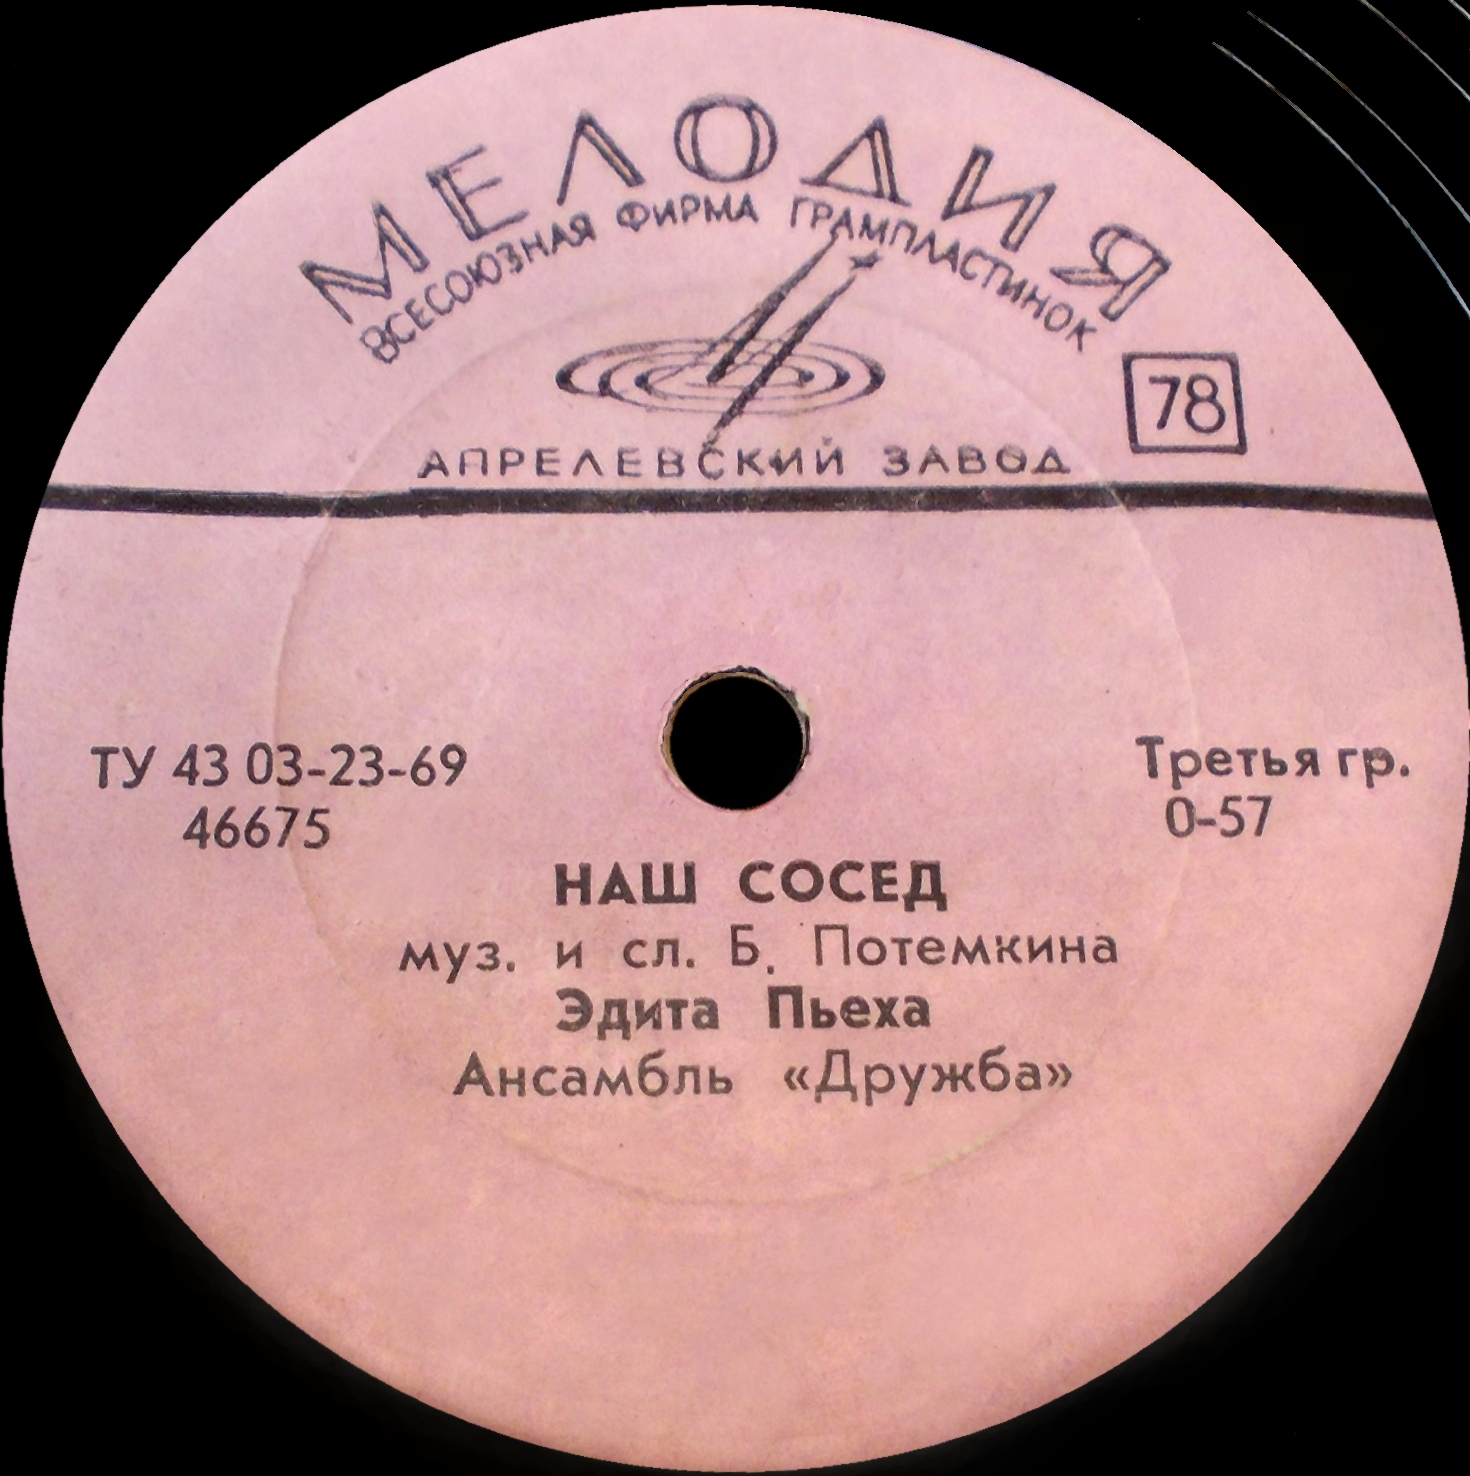 МЕЛОДИЯ
ВСЕСОЮЗНАЯ ФИРМА ГРАМПЛАСТИНОК
78
АПРЕЛЕВСКИЙ ЗАВОД
ТУ 43 03-23-69
46675
Третья гр.
0-57
НАШ СОСЕД
муз. и сл. Б. Потемкина
Эдита Пьеха
Ансамбль «Дружба»